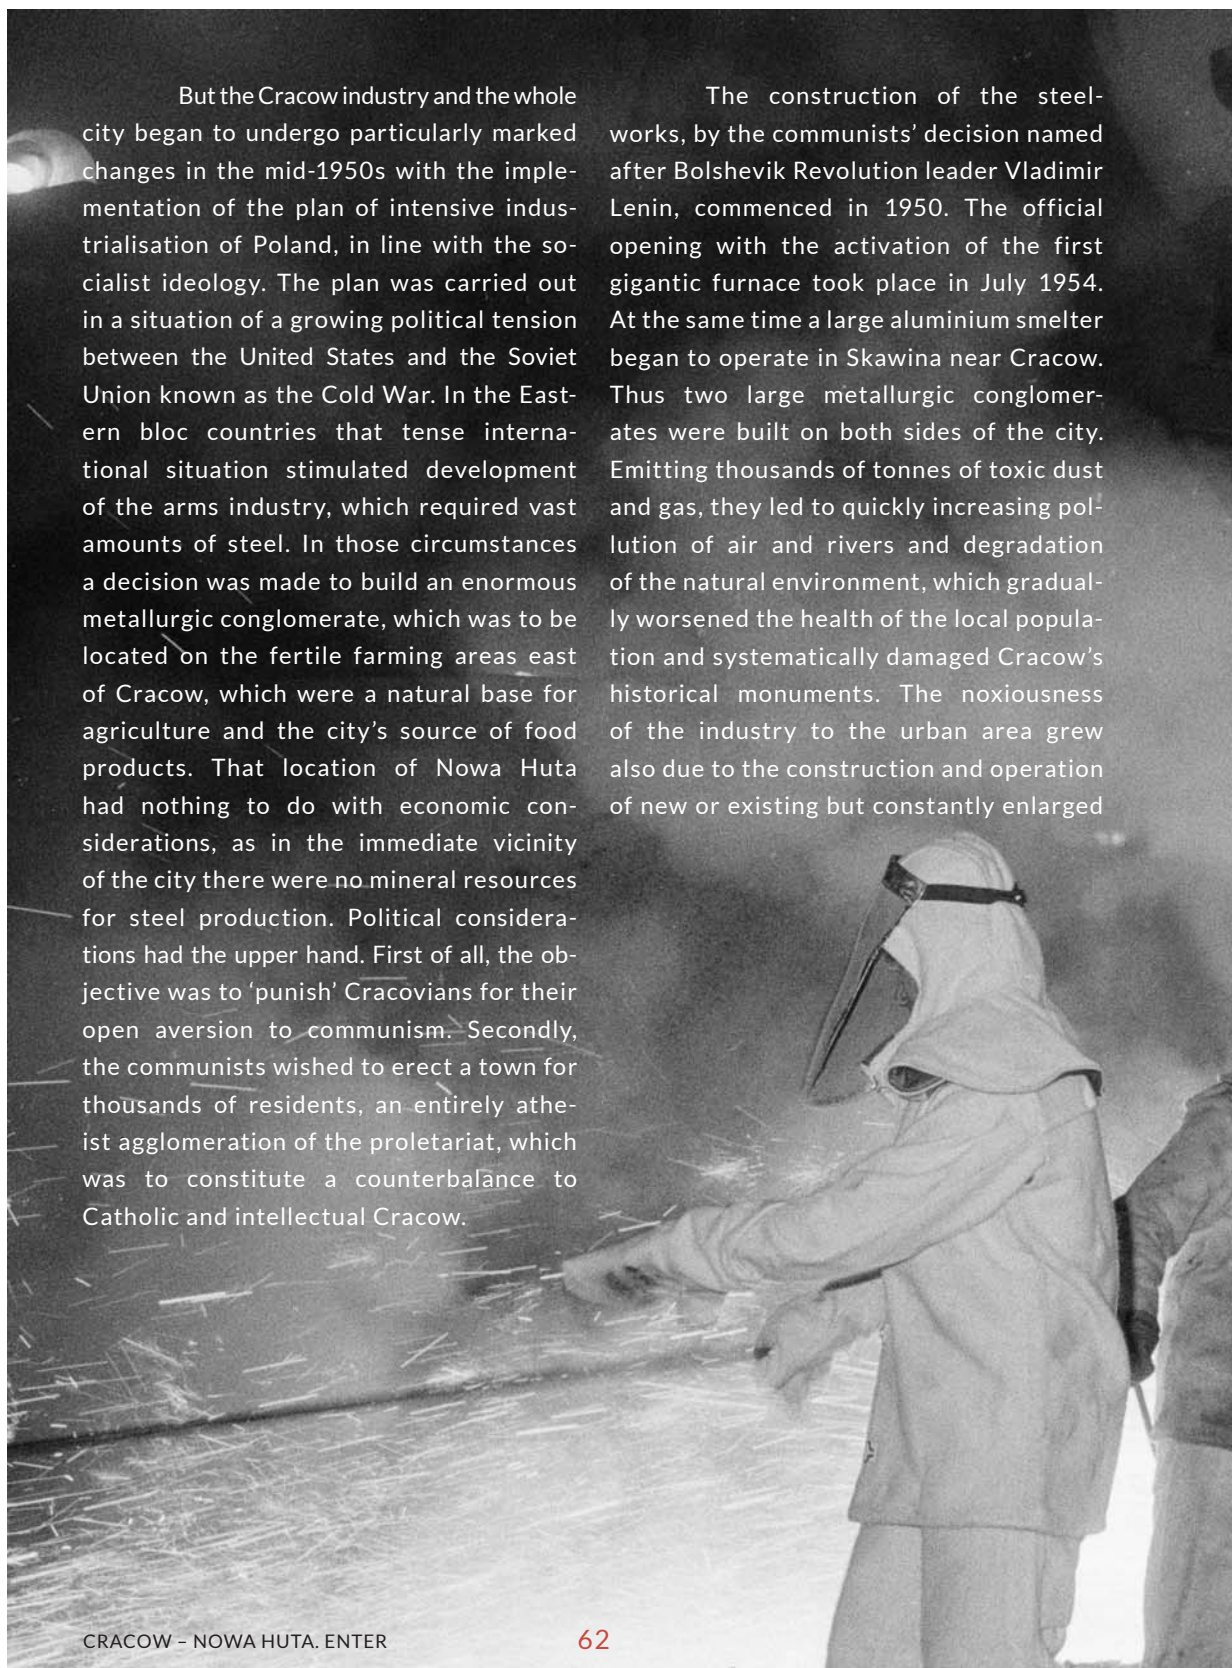 But the Cracow industry and the whole
city began to undergo particularly marked
changes in the mid-1950s with the imple-
mentation of the plan of intensive indus-
trialisation of Poland, in line with the so-
cialist ideology. The plan was carried out
in a situation of a growing political tension
between the United States and the Soviet
Union known as the Cold War. In the East-
ern bloc countries that tense interna-
tional situation stimulated development
of the arms industry, which required vast
amounts of steel. In those circumstances
a decision was made to build an enormous
metallurgic conglomerate, which was to be
located on the fertile farming areas east
of Cracow, which were a natural base for
agriculture and the city’s source of food
products. That location of Nowa Huta
had nothing to do with economic con-
siderations, as in the immediate vicinity
of the city there were no mineral resources
for steel production. Political considera-
tions had the upper hand. First of all, the ob-
jective was to ‘punish’ Cracovians for their
open aversion to communism. Secondly,
the communists wished to erect a town for
thousands of residents, an entirely athe-
ist agglomeration of the proletariat, which
was to constitute a counterbalance to
Catholic and intellectual Cracow.
The construction of the steel-
works, by the communists’ decision named
after Bolshevik Revolution leader Vladimir
Lenin, commenced in 1950. The official
opening with the activation of the first
gigantic furnace took place in July 1954.
At the same time a large aluminium smelter
began to operate in Skawina near Cracow.
Thus two large metallurgic conglomer-
ates were built on both sides of the city.
Emitting thousands of tonnes of toxic dust
and gas, they led to quickly increasing pol-
lution of air and rivers and degradation
of the natural environment, which gradual-
ly worsened the health of the local popula-
tion and systematically damaged Cracow’s
historical monuments. The noxiousness
of the industry to the urban area grew
also due to the construction and operation
of new or existing but constantly enlarged
CRACOW – NOWA HUTA. ENTER
62